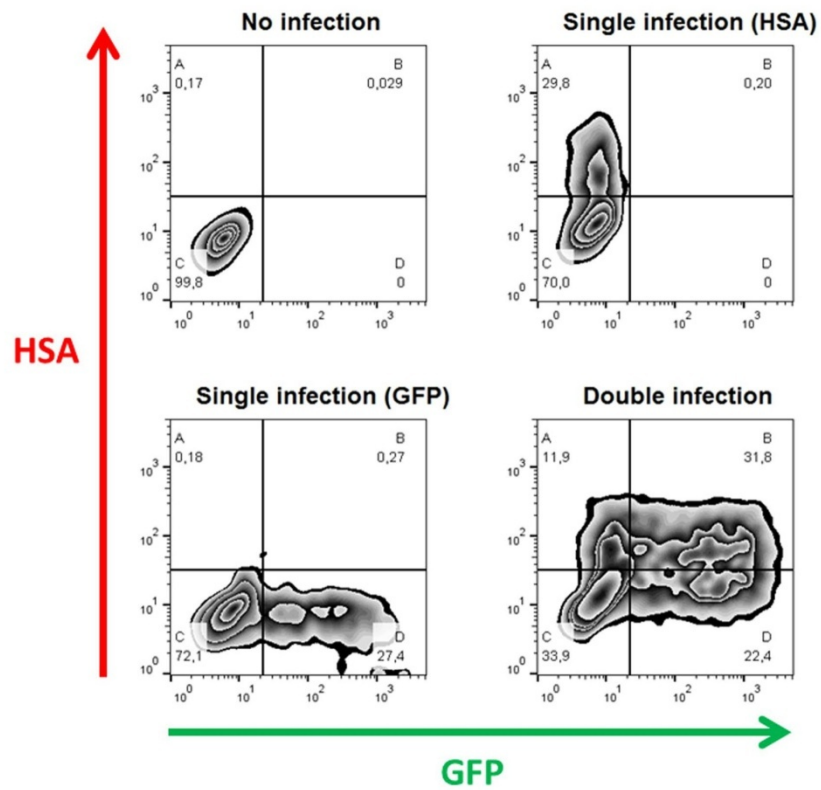 No infection
A
0,17
B
0,029
C
99,8
D
0
10³
10²
10¹
10⁰
10⁰ 10¹ 10² 10³
Single infection (HSA)
A
29,8
B
0,20
C
70,0
D
0
10³
10²
10¹
10⁰
10⁰ 10¹ 10² 10³
HSA
Single infection (GFP)
A
0,18
B
0,27
C
72,1
D
27,4
10³
10²
10¹
10⁰
10⁰ 10¹ 10² 10³
Double infection
A
11,9
B
31,8
C
33,9
D
22,4
10³
10²
10¹
10⁰
10⁰ 10¹ 10² 10³
GFP